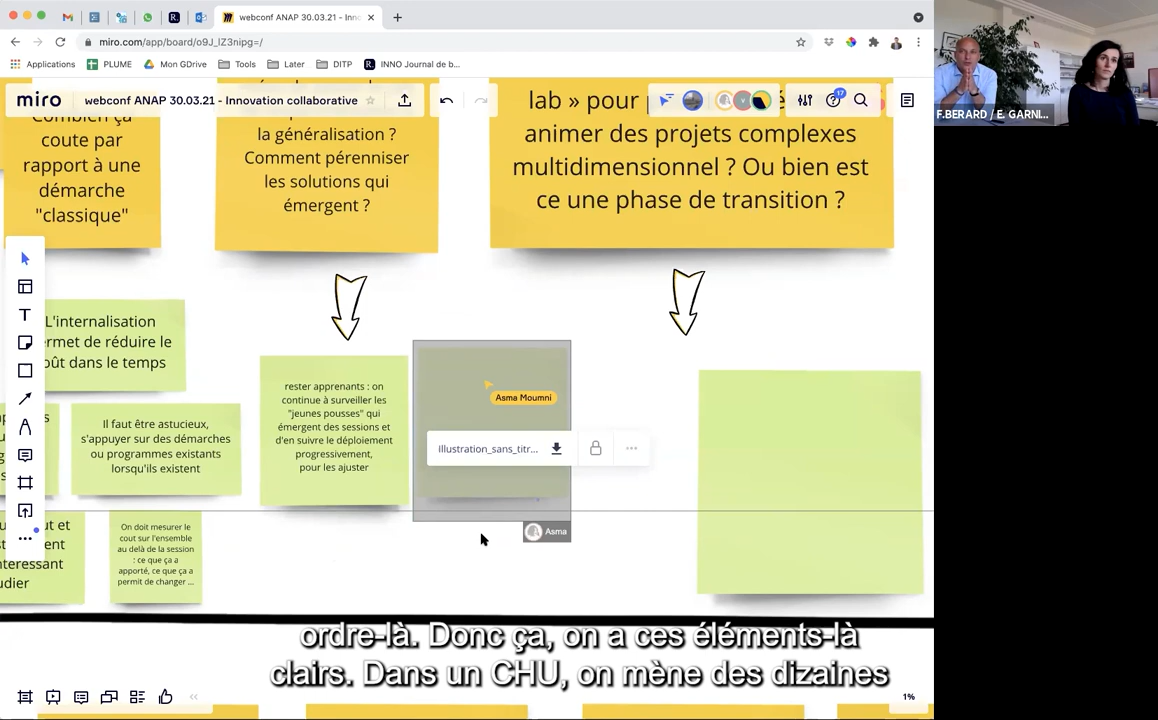 webconf ANAP 30.03.21 - Inno
miro.com/app/board/o9J_lZ3nipg=/
Applications
PLUME
Mon GDrive
Tools
Later
DITP
INNO Journal de b...
miro
webconf ANAP 30.03.21 - Innovation collaborative
17
F.BERARD / E. GARNI...
Combien ça
coute par
rapport à une
démarche
"classique"
la généralisation ?
Comment pérenniser
les solutions qui
émergent ?
lab » pour
animer des projets complexes
multidimensionnel ? Ou bien est
ce une phase de transition ?
L'internalisation
ermet de réduire le
oût dans le temps
Il faut être astucieux,
s'appuyer sur des démarches
ou programmes existants
lorsqu'ils existent
rester apprenants : on
continue à surveiller les
"jeunes pousses" qui
émergent des sessions et
d'en suivre le déploiement
progressivement,
pour les ajuster
Asma Moumni
Illustration_sans_titr...
Asma
ut et
ent
interessant
udier
On doit mesurer le
cout sur l'ensemble
au delà de la session
: ce que ça a
apporté, ce que ça a
permit de changer ...
ordre-là. Donc ça, on a ces éléments-là
clairs. Dans un CHU, on mène des dizaines
1%